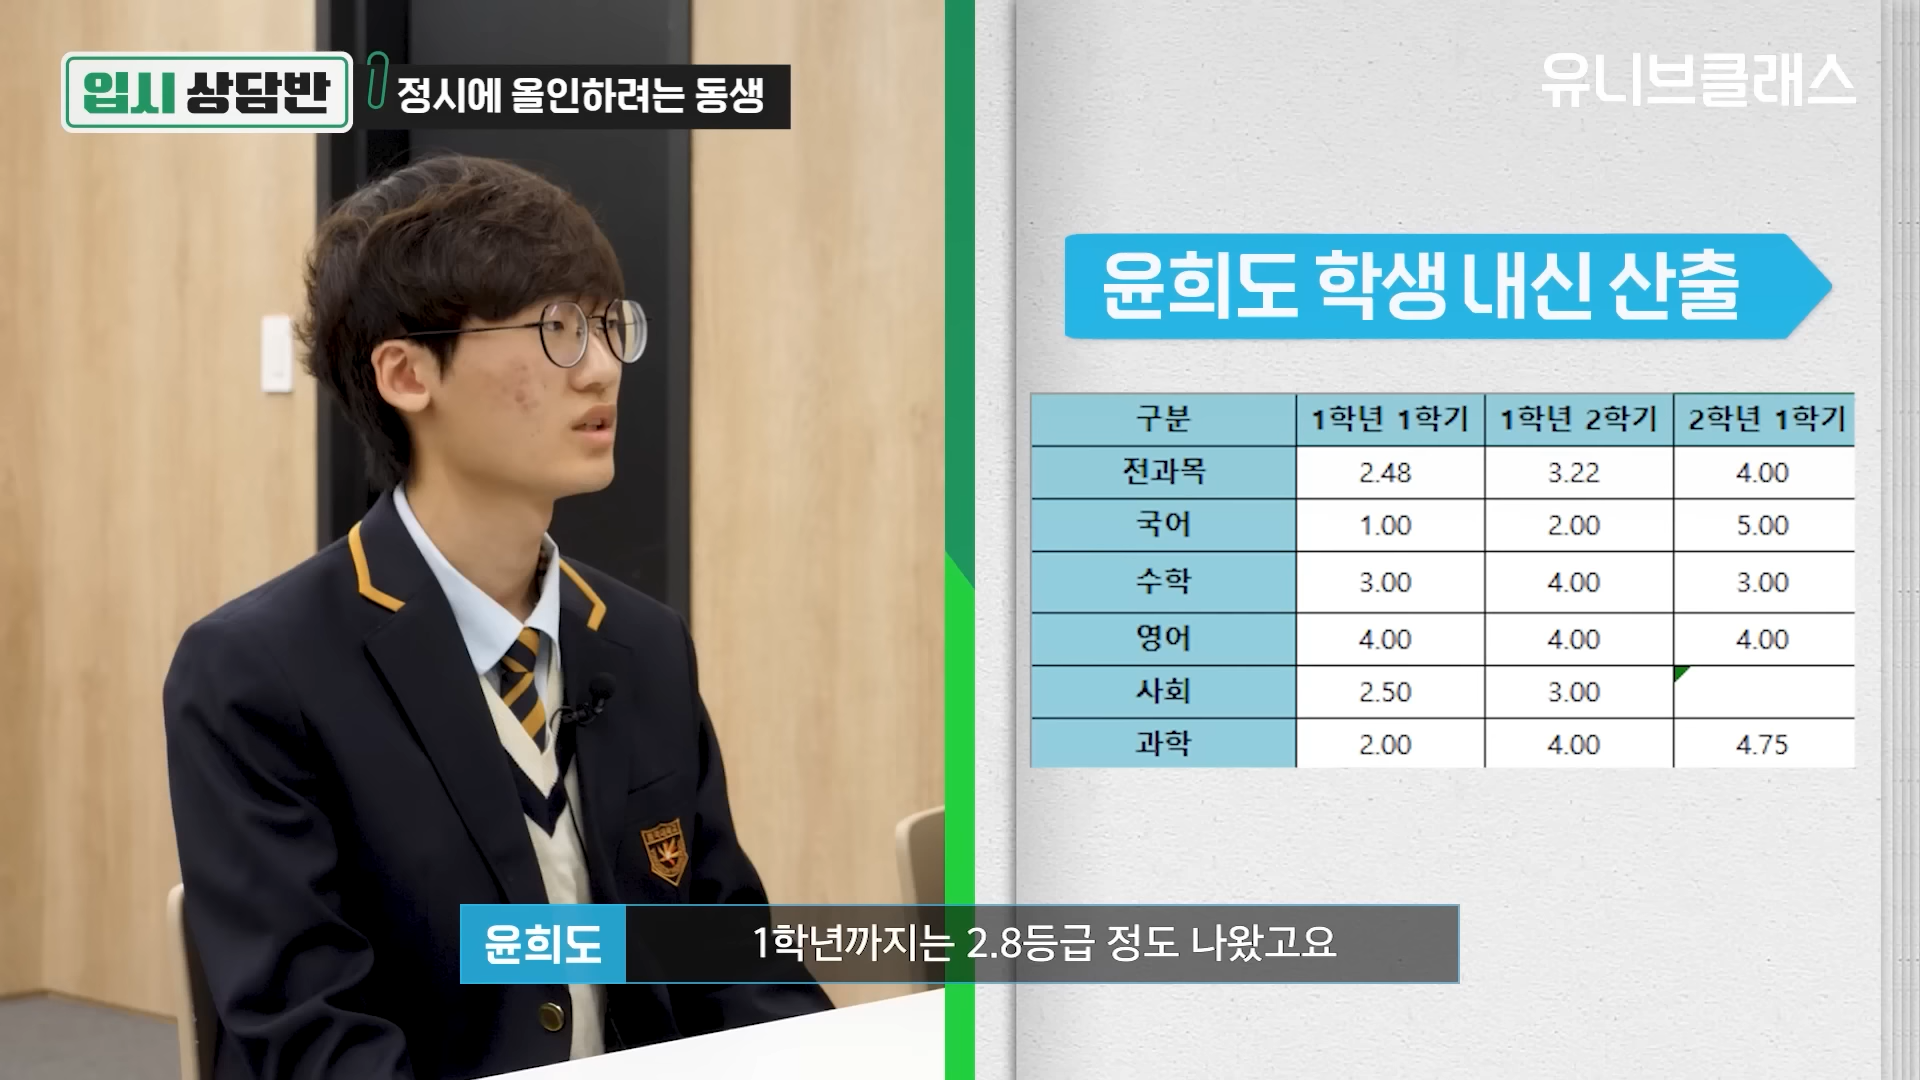 입시 상담반
정시에 올인하려는 동생
유니브클래스
윤희도 학생 내신 산출
구분 1학년 1학기 1학년 2학기 2학년 1학기
전과목 2.48 3.22 4.00
국어 1.00 2.00 5.00
수학 3.00 4.00 3.00
영어 4.00 4.00 4.00
사회 2.50 3.00
과학 2.00 4.00 4.75
윤희도 1학년까지는 2.8등급 정도 나왔고요